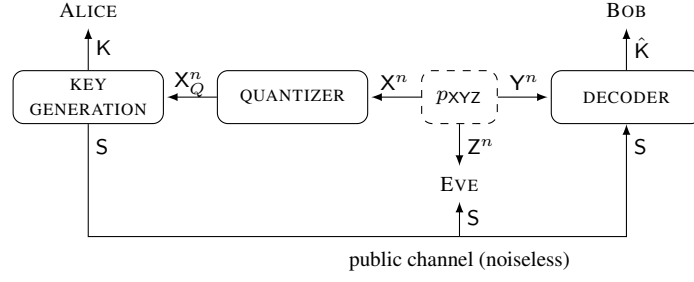 ALICE
BOB
K
K̂
KEY
GENERATION
X_Q^n
QUANTIZER
X^n
p_XYZ
Y^n
DECODER
S
Z^n
S
EVE
S
public channel (noiseless)